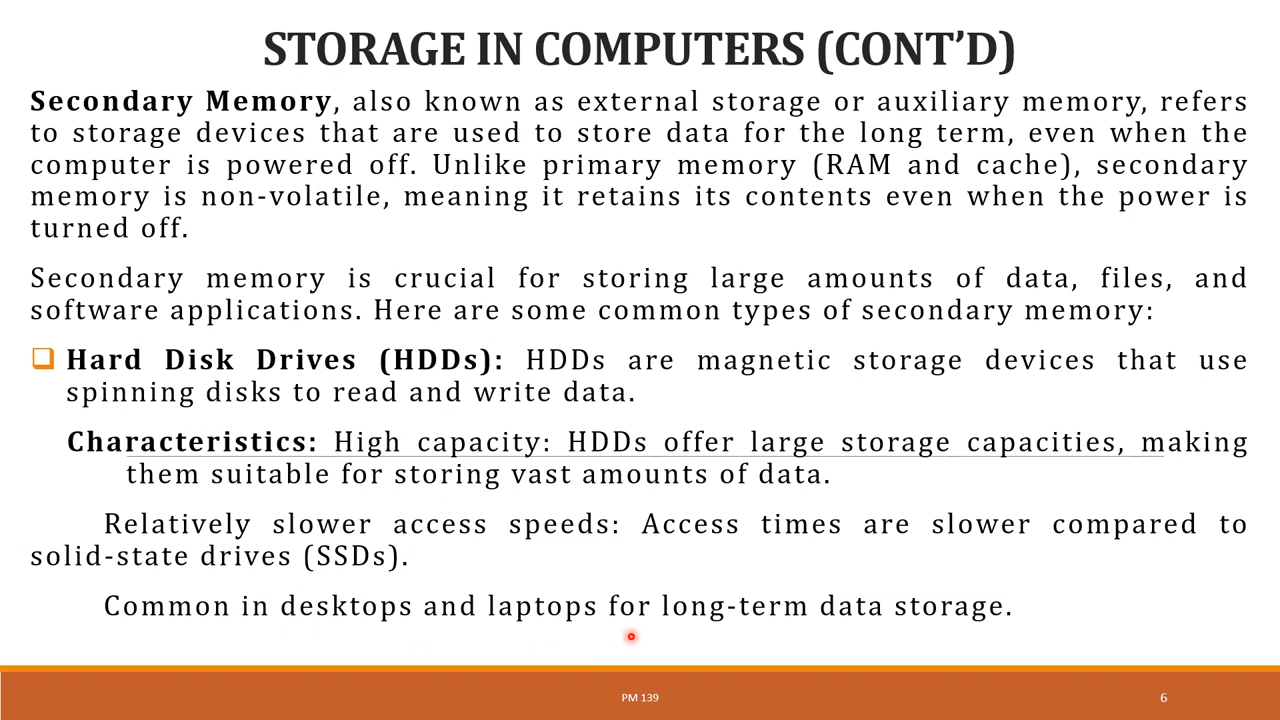 STORAGE IN COMPUTERS (CONT’D)
Secondary Memory, also known as external storage or auxiliary memory, refers
to storage devices that are used to store data for the long term, even when the
computer is powered off. Unlike primary memory (RAM and cache), secondary
memory is non-volatile, meaning it retains its contents even when the power is
turned off.
Secondary memory is crucial for storing large amounts of data, files, and
software applications. Here are some common types of secondary memory:
❑ Hard Disk Drives (HDDs): HDDs are magnetic storage devices that use
spinning disks to read and write data.
Characteristics: High capacity: HDDs offer large storage capacities, making
them suitable for storing vast amounts of data.
Relatively slower access speeds: Access times are slower compared to
solid-state drives (SSDs).
Common in desktops and laptops for long-term data storage.
PM 139
6